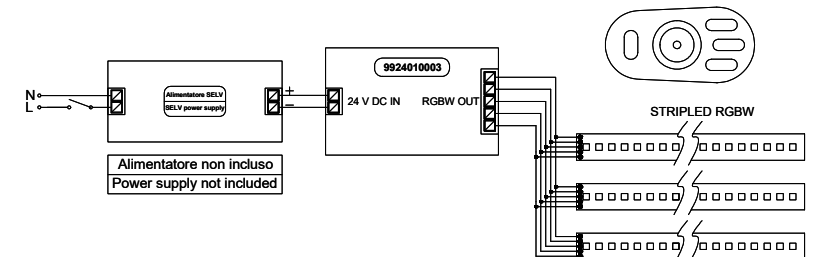 9924010003
N
L
Alimentatore SELV
SELV power supply
+
–
24 V DC IN
RGBW OUT
STRIPLED RGBW
Alimentatore non incluso
Power supply not included